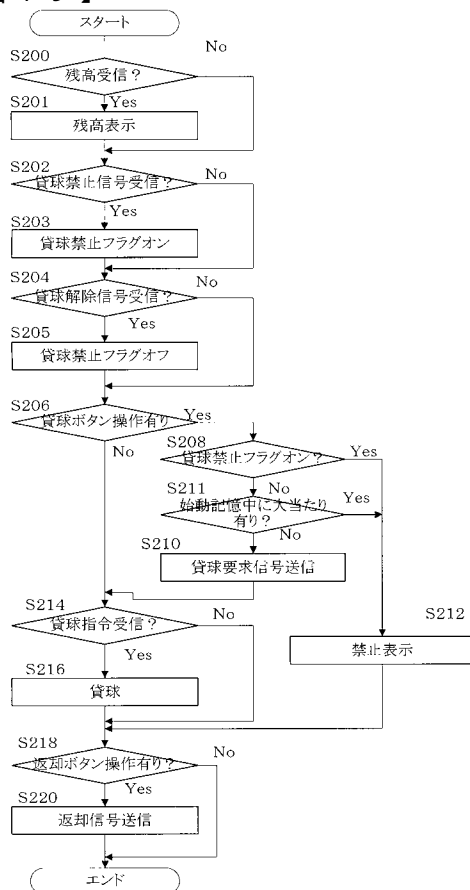 スタート
No
S200
残高受信？
S201
Yes
残高表示
S202
貸球禁止信号受信？
No
Yes
S203
貸球禁止フラグオン
S204
No
貸球解除信号受信？
Yes
S205
貸球禁止フラグオフ
S206
貸球ボタン操作有り
Yes
No
S208
貸球禁止フラグオン？
Yes
No
S211
始動記憶中に大当たり
有り？
Yes
No
S210
貸球要求信号送信
S214
貸球指令受信？
No
Yes
S212
禁止表示
S216
貸球
S218
返却ボタン操作有り？
No
Yes
S220
返却信号送信
エンド